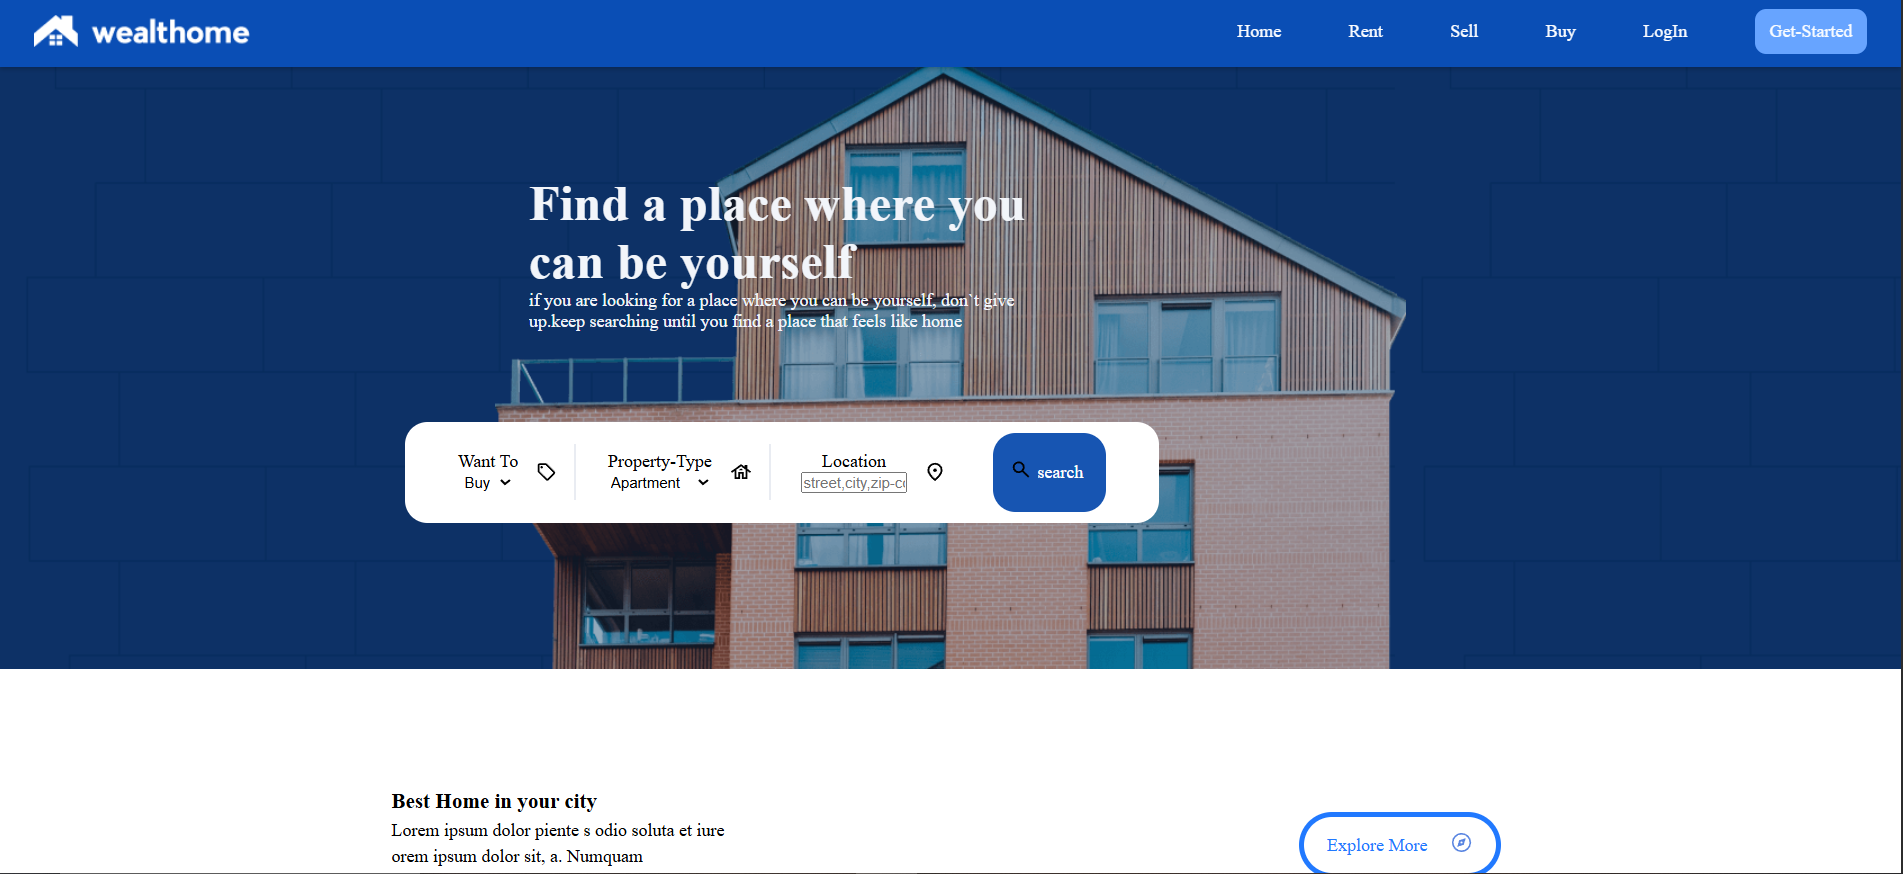 wealthome
Home
Rent
Sell
Buy
LogIn
Get-Started
Find a place where you
can be yourself
if you are looking for a place where you can be yourself, don`t give
up.keep searching until you find a place that feels like home
Want To
Buy
Property-Type
Apartment
Location
street,city,zip-co
search
Best Home in your city
Lorem ipsum dolor piente s odio soluta et iure
orem ipsum dolor sit, a. Numquam
Explore More